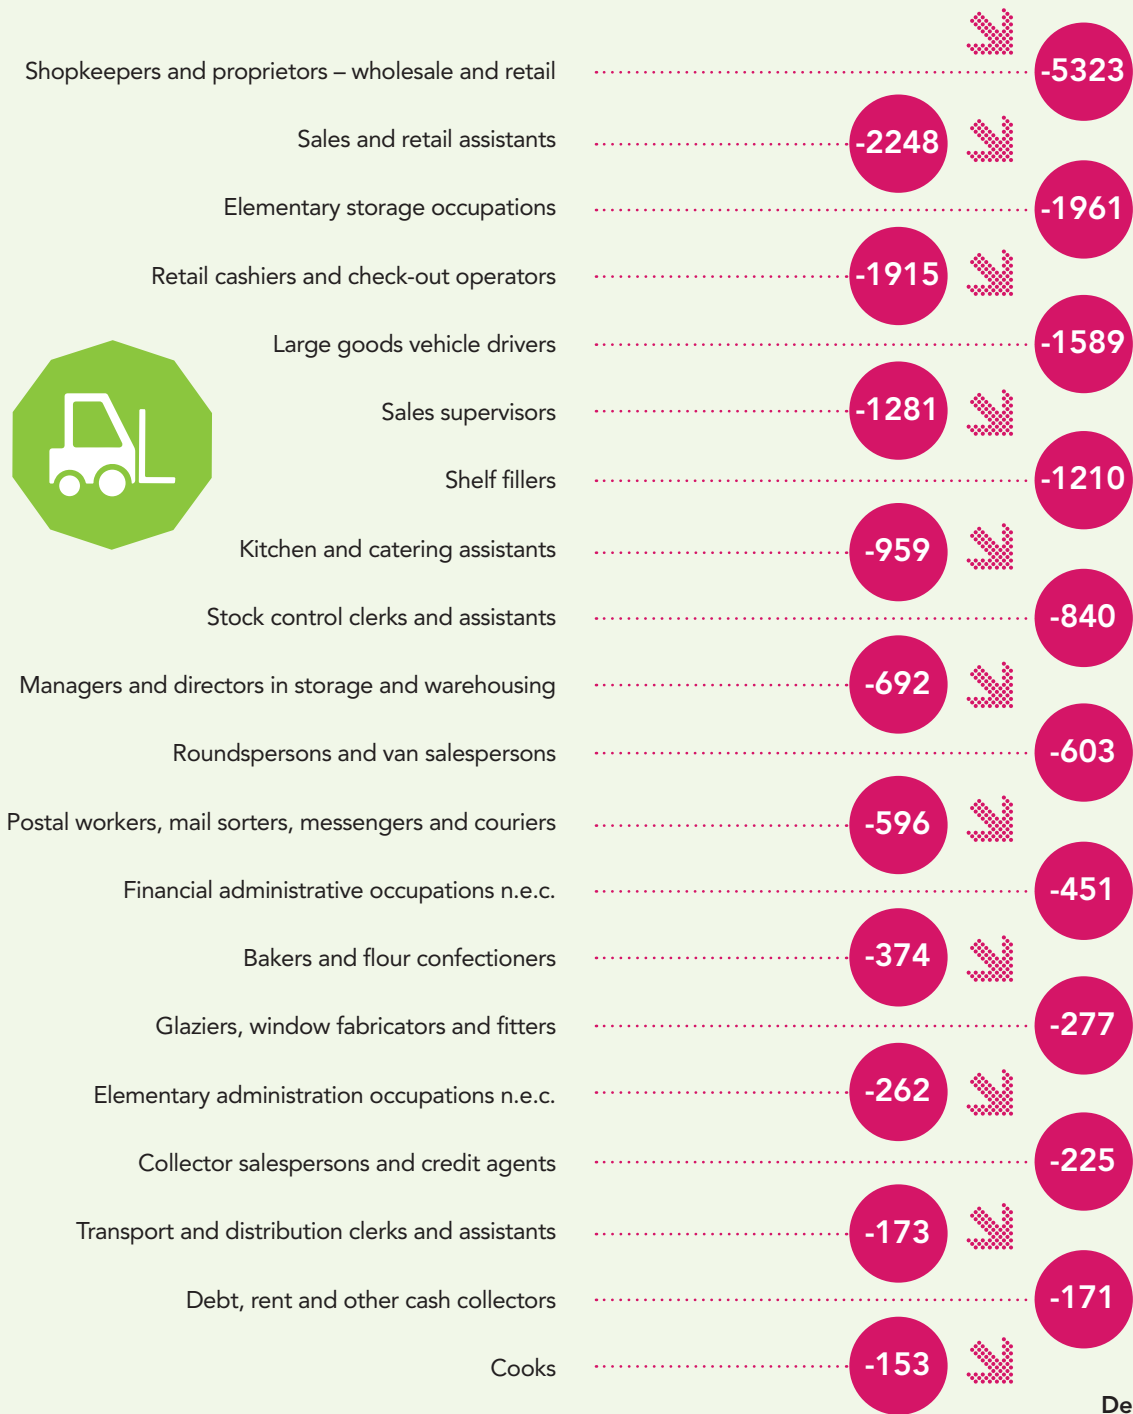 Shopkeepers and proprietors – wholesale and retail -5323
Sales and retail assistants -2248
Elementary storage occupations -1961
Retail cashiers and check-out operators -1915
Large goods vehicle drivers -1589
Sales supervisors -1281
Shelf fillers -1210
Kitchen and catering assistants -959
Stock control clerks and assistants -840
Managers and directors in storage and warehousing -692
Roundspersons and van salespersons -603
Postal workers, mail sorters, messengers and couriers -596
Financial administrative occupations n.e.c. -451
Bakers and flour confectioners -374
Glaziers, window fabricators and fitters -277
Elementary administration occupations n.e.c. -262
Collector salespersons and credit agents -225
Transport and distribution clerks and assistants -173
Debt, rent and other cash collectors -171
Cooks -153
De